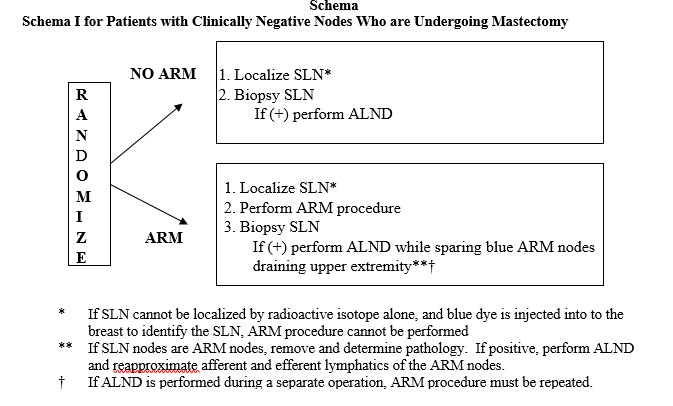 Schema
Schema I for Patients with Clinically Negative Nodes Who are Undergoing Mastectomy
RANDOMIZE
NO ARM
1. Localize SLN*
2. Biopsy SLN
If (+) perform ALND
ARM
1. Localize SLN*
2. Perform ARM procedure
3. Biopsy SLN
If (+) perform ALND while sparing blue ARM nodes
draining upper extremity**†
* If SLN cannot be localized by radioactive isotope alone, and blue dye is injected into to the
breast to identify the SLN, ARM procedure cannot be performed
** If SLN nodes are ARM nodes, remove and determine pathology. If positive, perform ALND
and reapproximate afferent and efferent lymphatics of the ARM nodes.
† If ALND is performed during a separate operation, ARM procedure must be repeated.